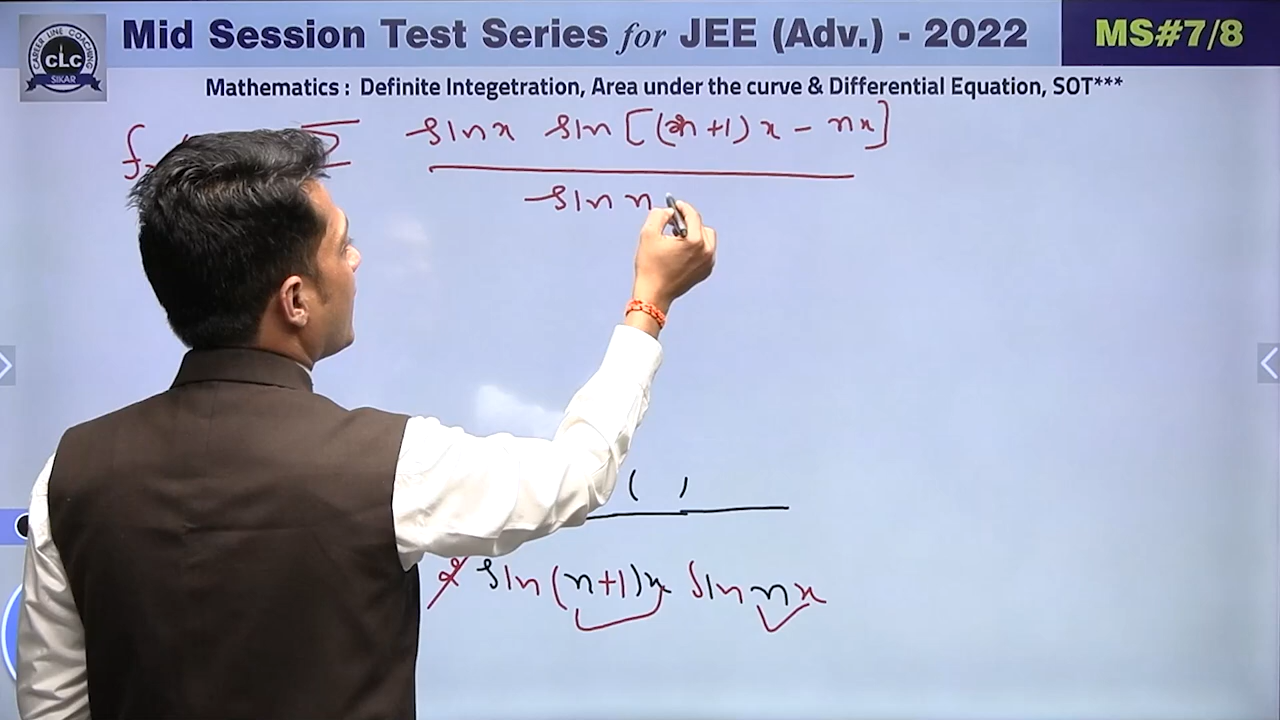 CAREER LINE COACHING
CLC
SIKAR
Mid Session Test Series for JEE (Adv.) - 2022
MS#7/8
Mathematics : Definite Integetration, Area under the curve & Differential Equation, SOT***
Σ sin x sin [(n+1)x - nx]
sin n
( )
2 sin (n+1)x sin nx